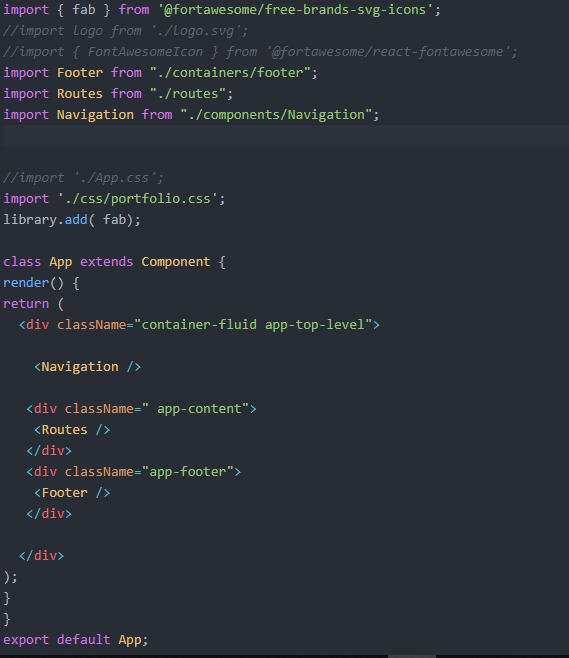 import { fab } from '@fortawesome/free-brands-svg-icons';
//import logo from './logo.svg';
//import { FontAwesomeIcon } from '@fortawesome/react-fontawesome';
import Footer from "./containers/footer";
import Routes from "./routes";
import Navigation from "./components/Navigation";
//import './App.css';
import './css/portfolio.css';
library.add( fab);
class App extends Component {
render() {
return (
<div className="container-fluid app-top-level">
<Navigation />
<div className=" app-content">
<Routes />
</div>
<div className="app-footer">
<Footer />
</div>
</div>
);
}
}
export default App;